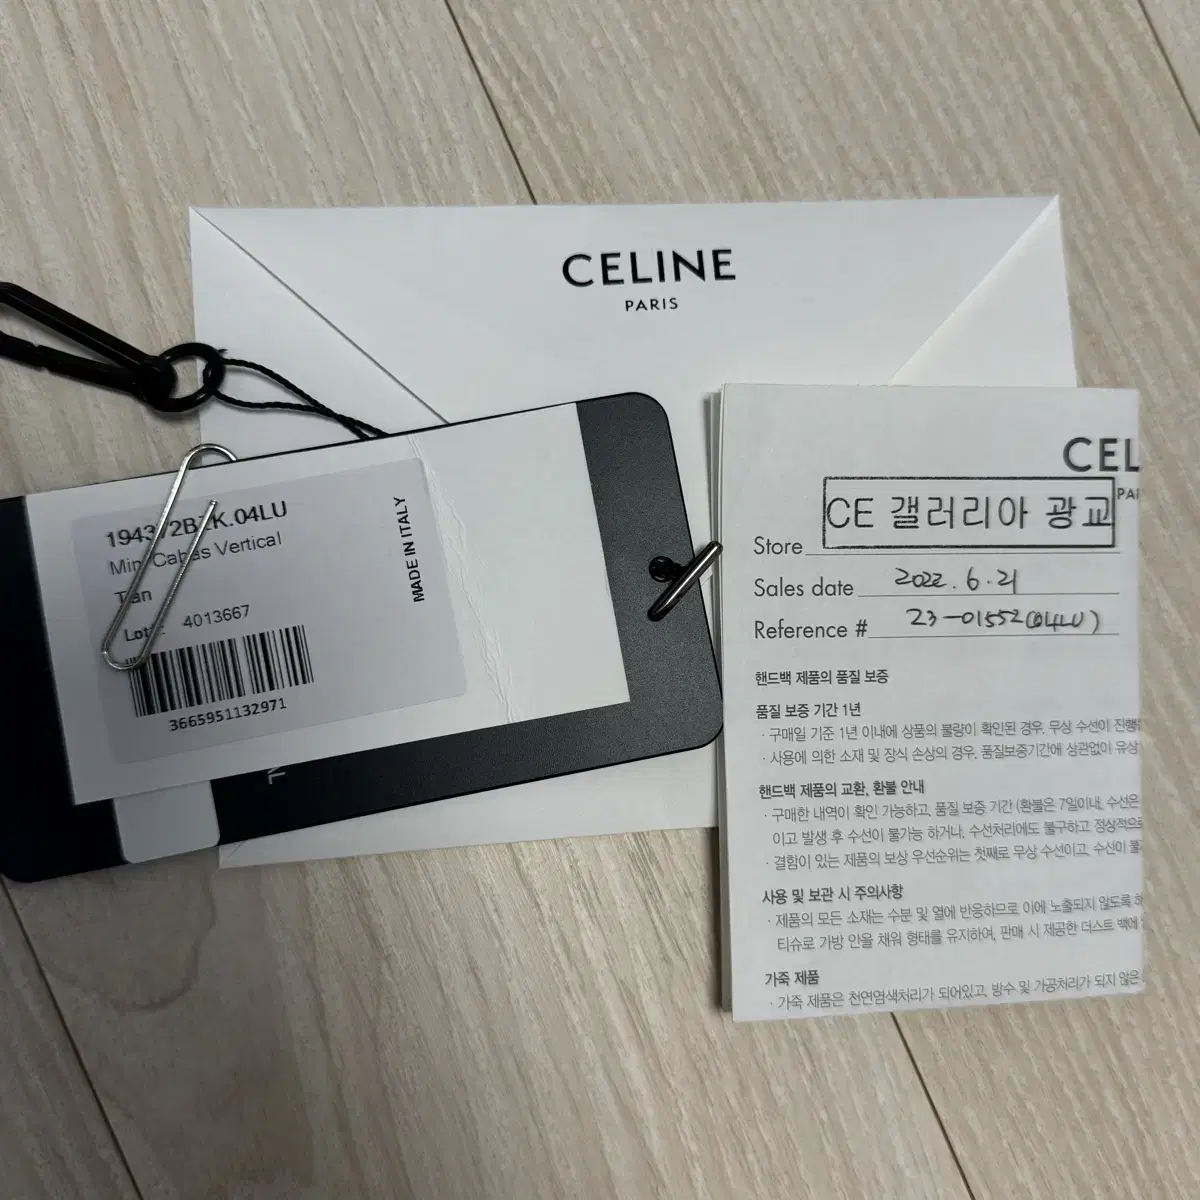 CELINE
PARIS
194372BZK.04LU
Mini Cabas Vertical
Tan
4013667
MADE IN ITALY
3665951132971
CEL
PAI
CE 갤러리아 광교
Store
Sales date 2022.6.21
Reference # 23-01552(04LU)
핸드백 제품의 품질 보증
품질 보증 기간 1년
· 구매일 기준 1년 이내에 상품의 불량이 확인된 경우, 무상 수선이 진행
· 사용에 의한 소재 및 장식 손상의 경우, 품질보증기간에 상관없이 유상
핸드백 제품의 교환, 환불 안내
· 구매한 내역이 확인 가능하고, 품질 보증 기간 (환불은 7일이내, 수선은
이고 발생 후 수선이 불가능 하거나, 수선처리에도 불구하고 정상적으
· 결함이 있는 제품의 보상 우선순위는 첫째로 무상 수선이고, 수선이 불
사용 및 보관 시 주의사항
· 제품의 모든 소재는 수분 및 열에 반응하므로 이에 노출되지 않도록 하
티슈로 가방 안을 채워 형태를 유지하여, 판매 시 제공한 더스트 백에
가죽 제품
· 가죽 제품은 천연염색처리가 되어있고, 방수 및 가공처리가 되지 않은